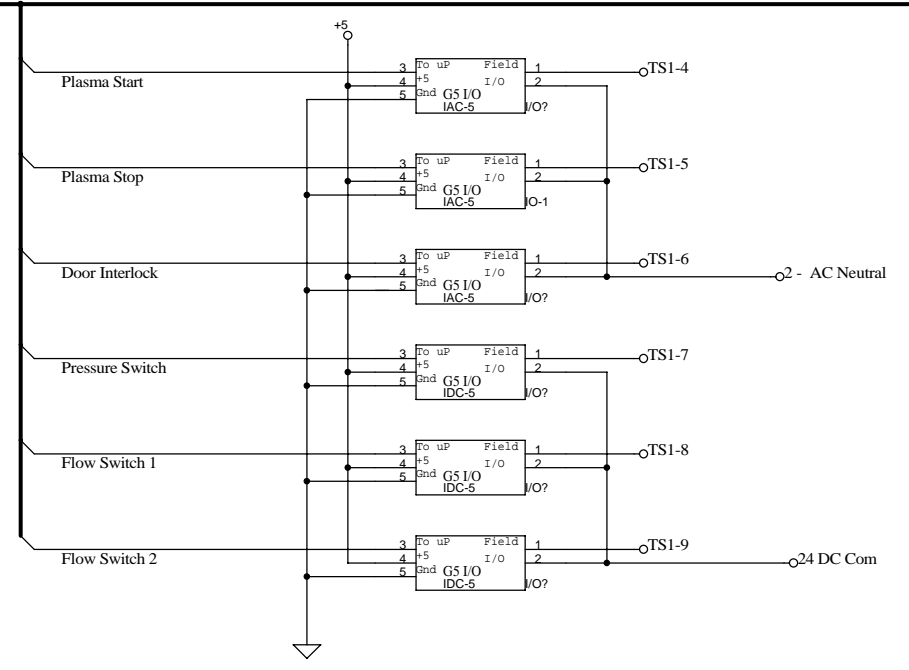 +5
3 To uP Field 1 TS1-4
Plasma Start 4 +5 I/O 2
5 Gnd G5 I/O
IAC-5 I/O?
3 To uP Field 1 TS1-5
Plasma Stop 4 +5 I/O 2
5 Gnd G5 I/O
IAC-5 IO-1
3 To uP Field 1 TS1-6
Door Interlock 4 +5 I/O 2 2 - AC Neutral
5 Gnd G5 I/O
IAC-5 I/O?
3 To uP Field 1 TS1-7
Pressure Switch 4 +5 I/O 2
5 Gnd G5 I/O
IDC-5 I/O?
3 To uP Field 1 TS1-8
Flow Switch 1 4 +5 I/O 2
5 Gnd G5 I/O
IDC-5 I/O?
3 To uP Field 1 TS1-9
Flow Switch 2 4 +5 I/O 2 24 DC Com
5 Gnd G5 I/O
IDC-5 I/O?